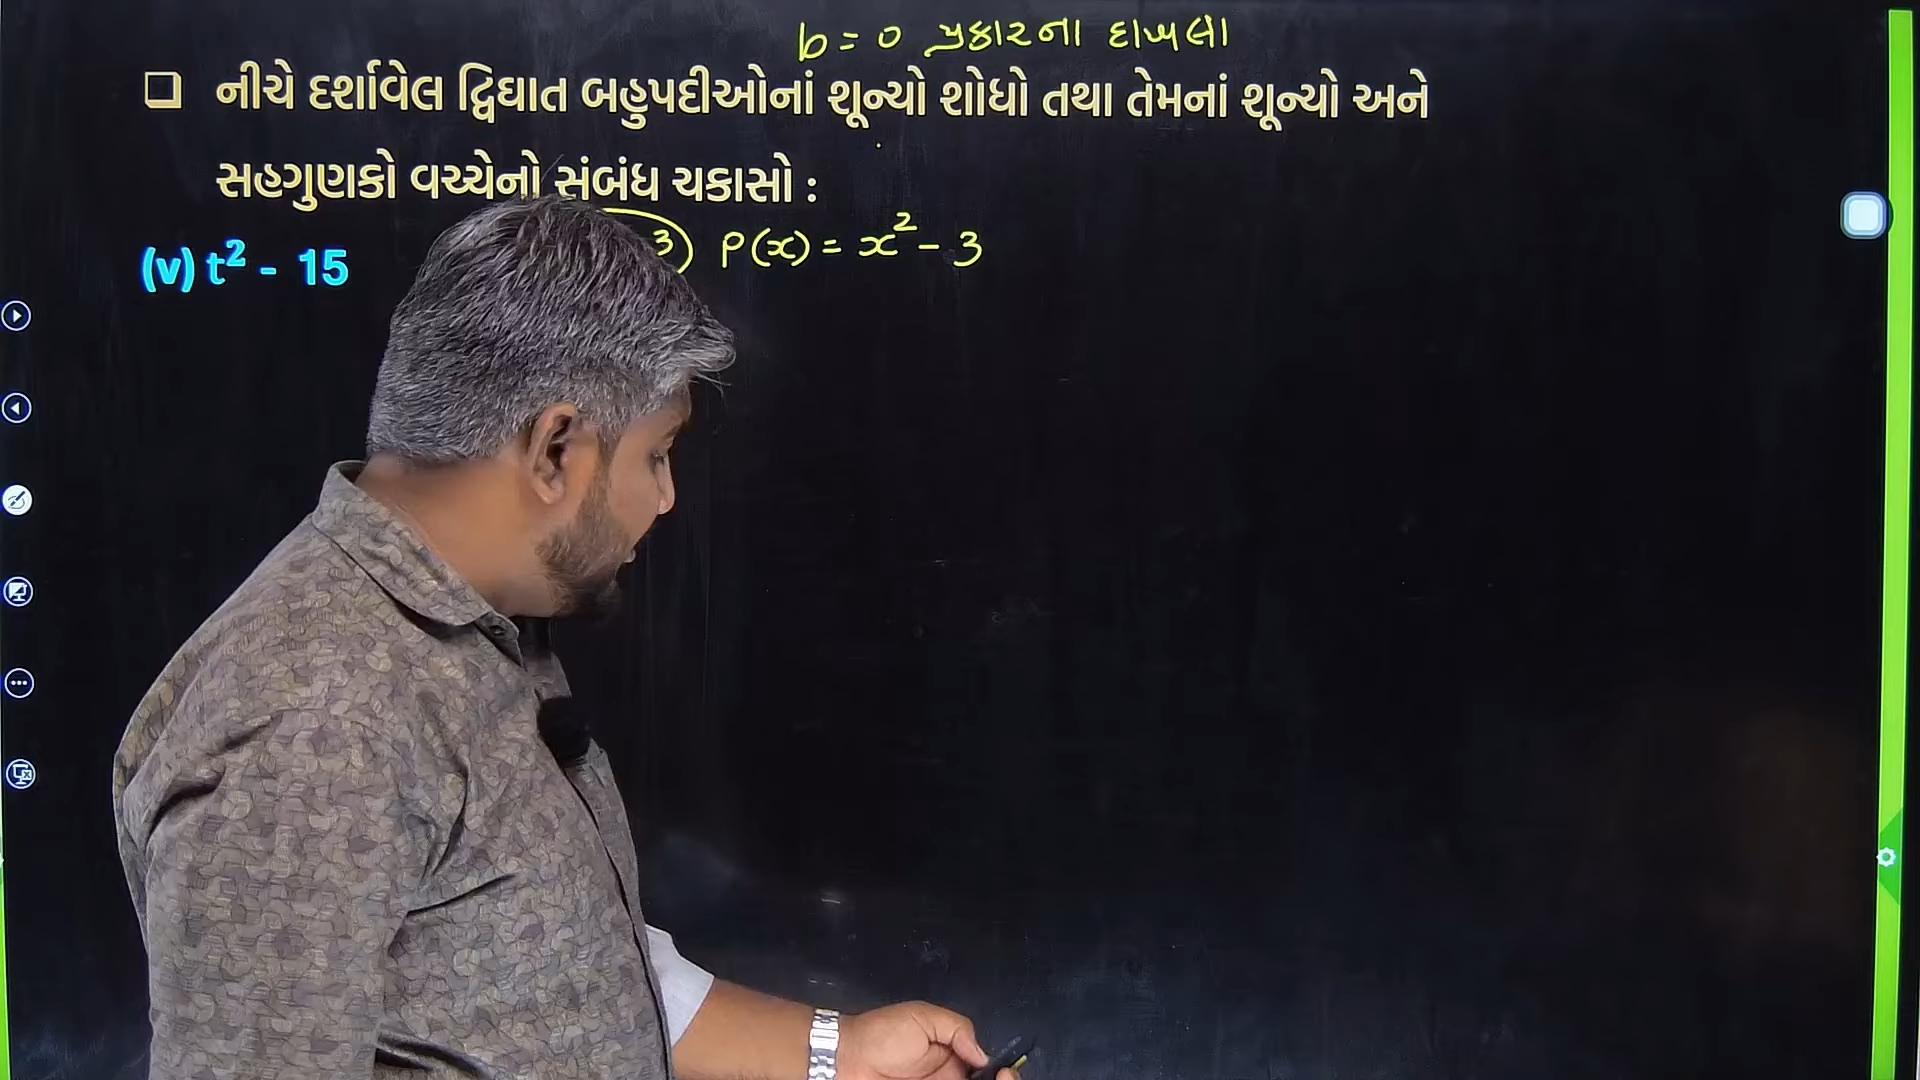 b = 0 પ્રકારના દાખલો
❑ નીચે દર્શાવેલ દ્વિઘાત બહુપદીઓનાં શૂન્યો શોધો તથા તેમનાં શૂન્યો અને
સહગુણકો વચ્ચેનો સંબંધ ચકાસો :
(v) t² - 15
3) P(x) = x² - 3